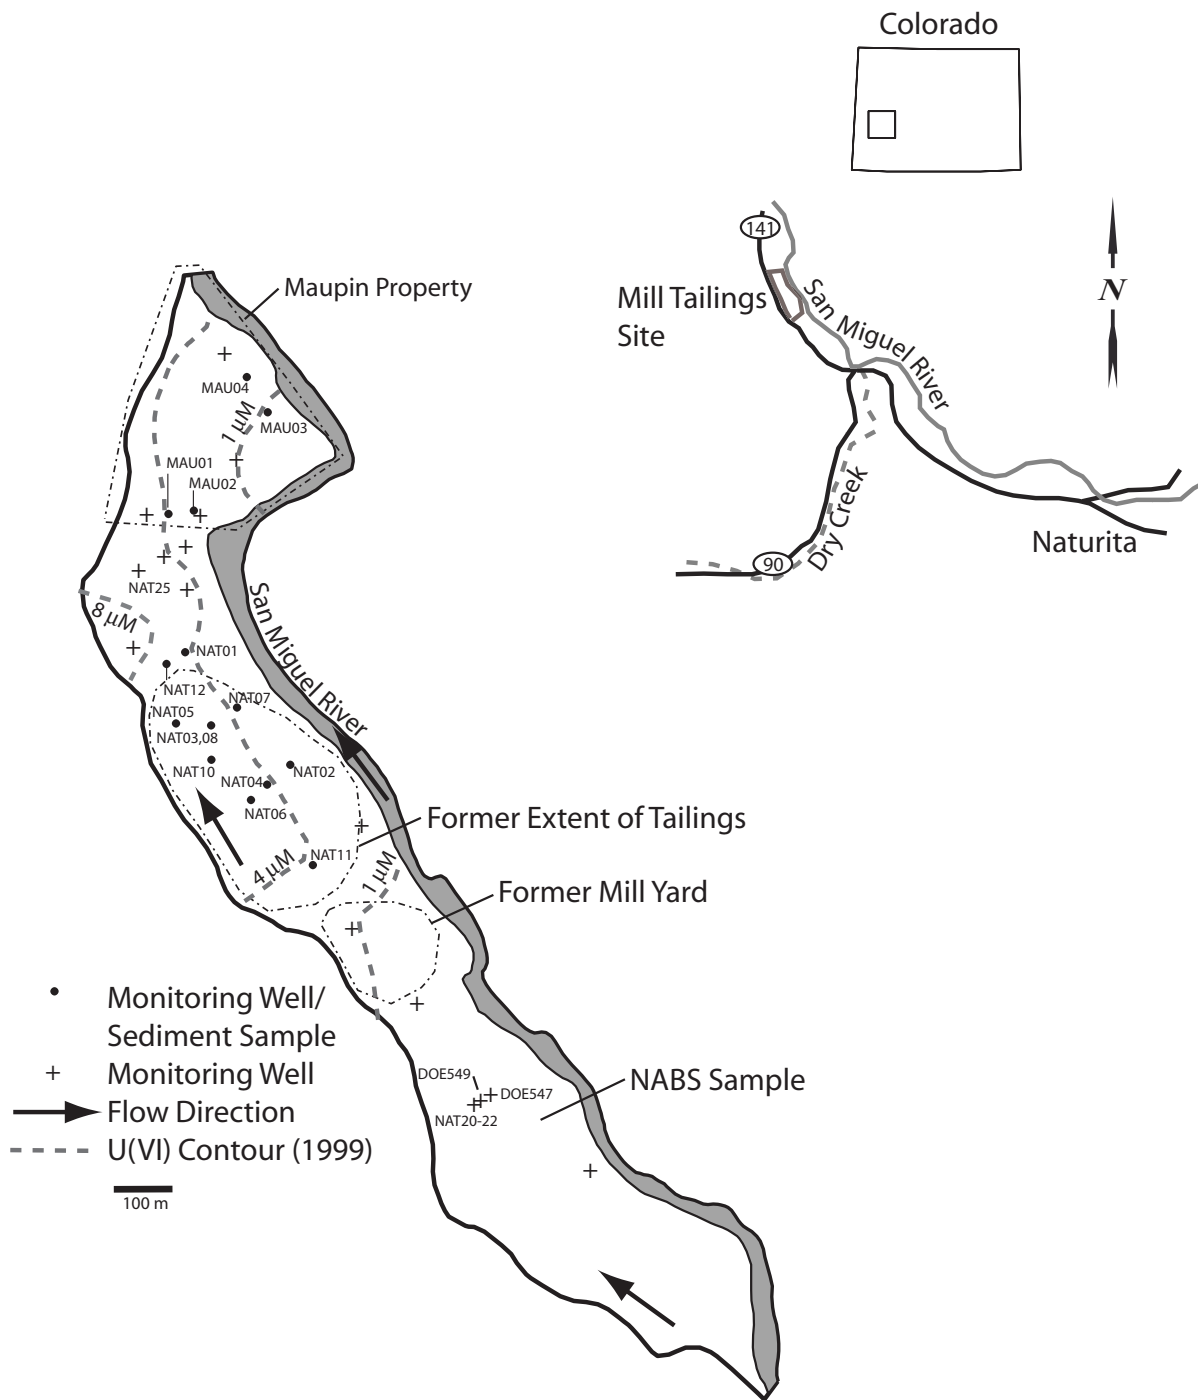 Colorado
141
Mill Tailings
Site
San Miguel River
N
Dry Creek
90
Naturita
Maupin Property
MAU04
1 µM
MAU03
MAU01
MAU02
NAT25
8 µM
San Miguel River
NAT01
NAT12
NAT07
NAT05
NAT03,08
NAT10
NAT04
NAT02
NAT06
Former Extent of Tailings
NAT11
4 µM
1 µM
Former Mill Yard
Monitoring Well/
Sediment Sample
Monitoring Well
Flow Direction
U(VI) Contour (1999)
100 m
DOE549
DOE547
NAT20-22
NABS Sample